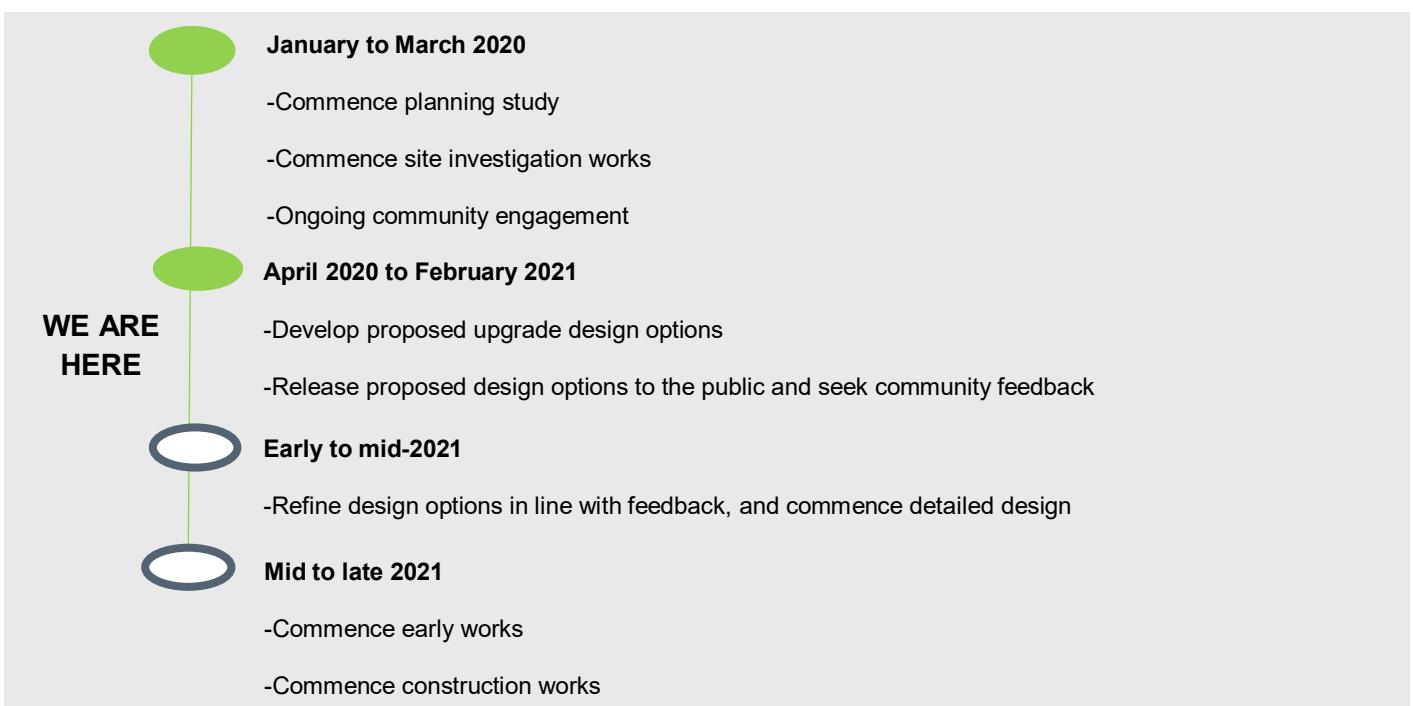 January to March 2020
-Commence planning study
-Commence site investigation works
-Ongoing community engagement
April 2020 to February 2021
WE ARE
HERE
-Develop proposed upgrade design options
-Release proposed design options to the public and seek community feedback
Early to mid-2021
-Refine design options in line with feedback, and commence detailed design
Mid to late 2021
-Commence early works
-Commence construction works